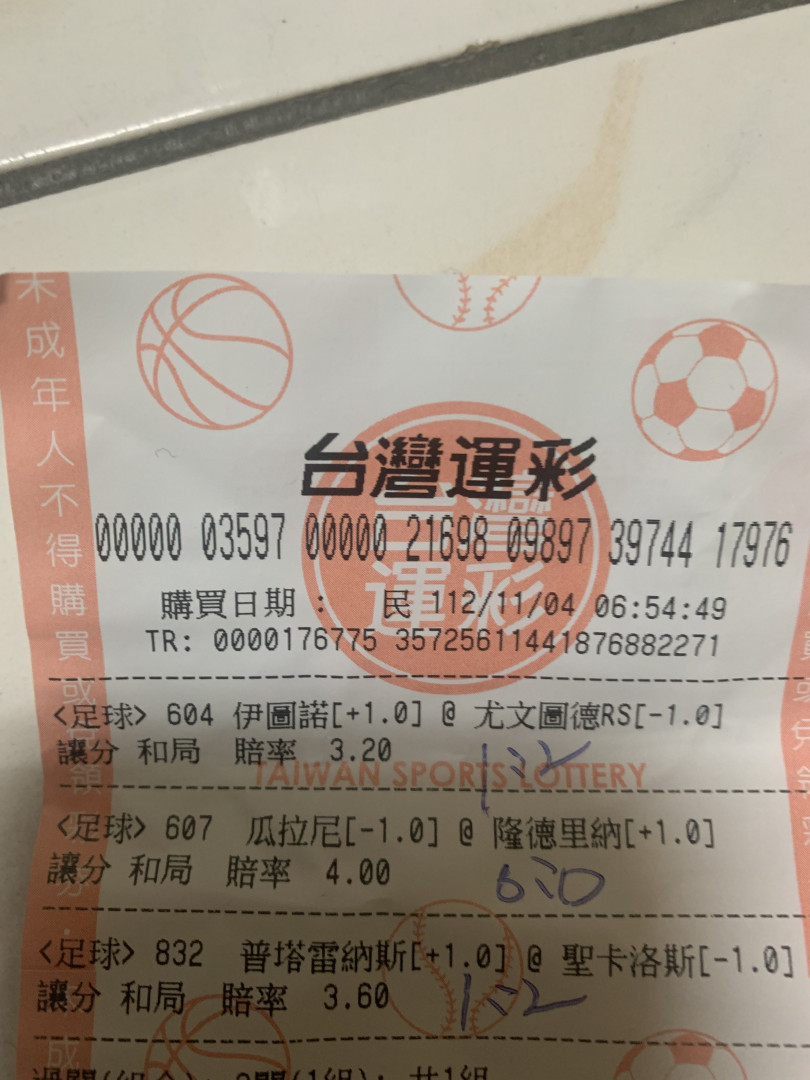 未成年人不得購買或
台灣運彩
00000 03597 00000 21698 09897 39744 17976
購買日期: 民 112/11/04 06:54:49
TR: 0000176775 35725611441876882271
<足球> 604 伊圖諾[+1.0] @ 尤文圖德RS[-1.0]
讓分 和局 賠率 3.20
1:2
TAIWAN SPORTS LOTTERY
<足球> 607 瓜拉尼[-1.0] @ 隆德里納[+1.0]
讓分 和局 賠率 4.00
6:0
<足球> 832 普塔雷納斯[+1.0] @ 聖卡洛斯[-1.0]
讓分 和局 賠率 3.60
1:2